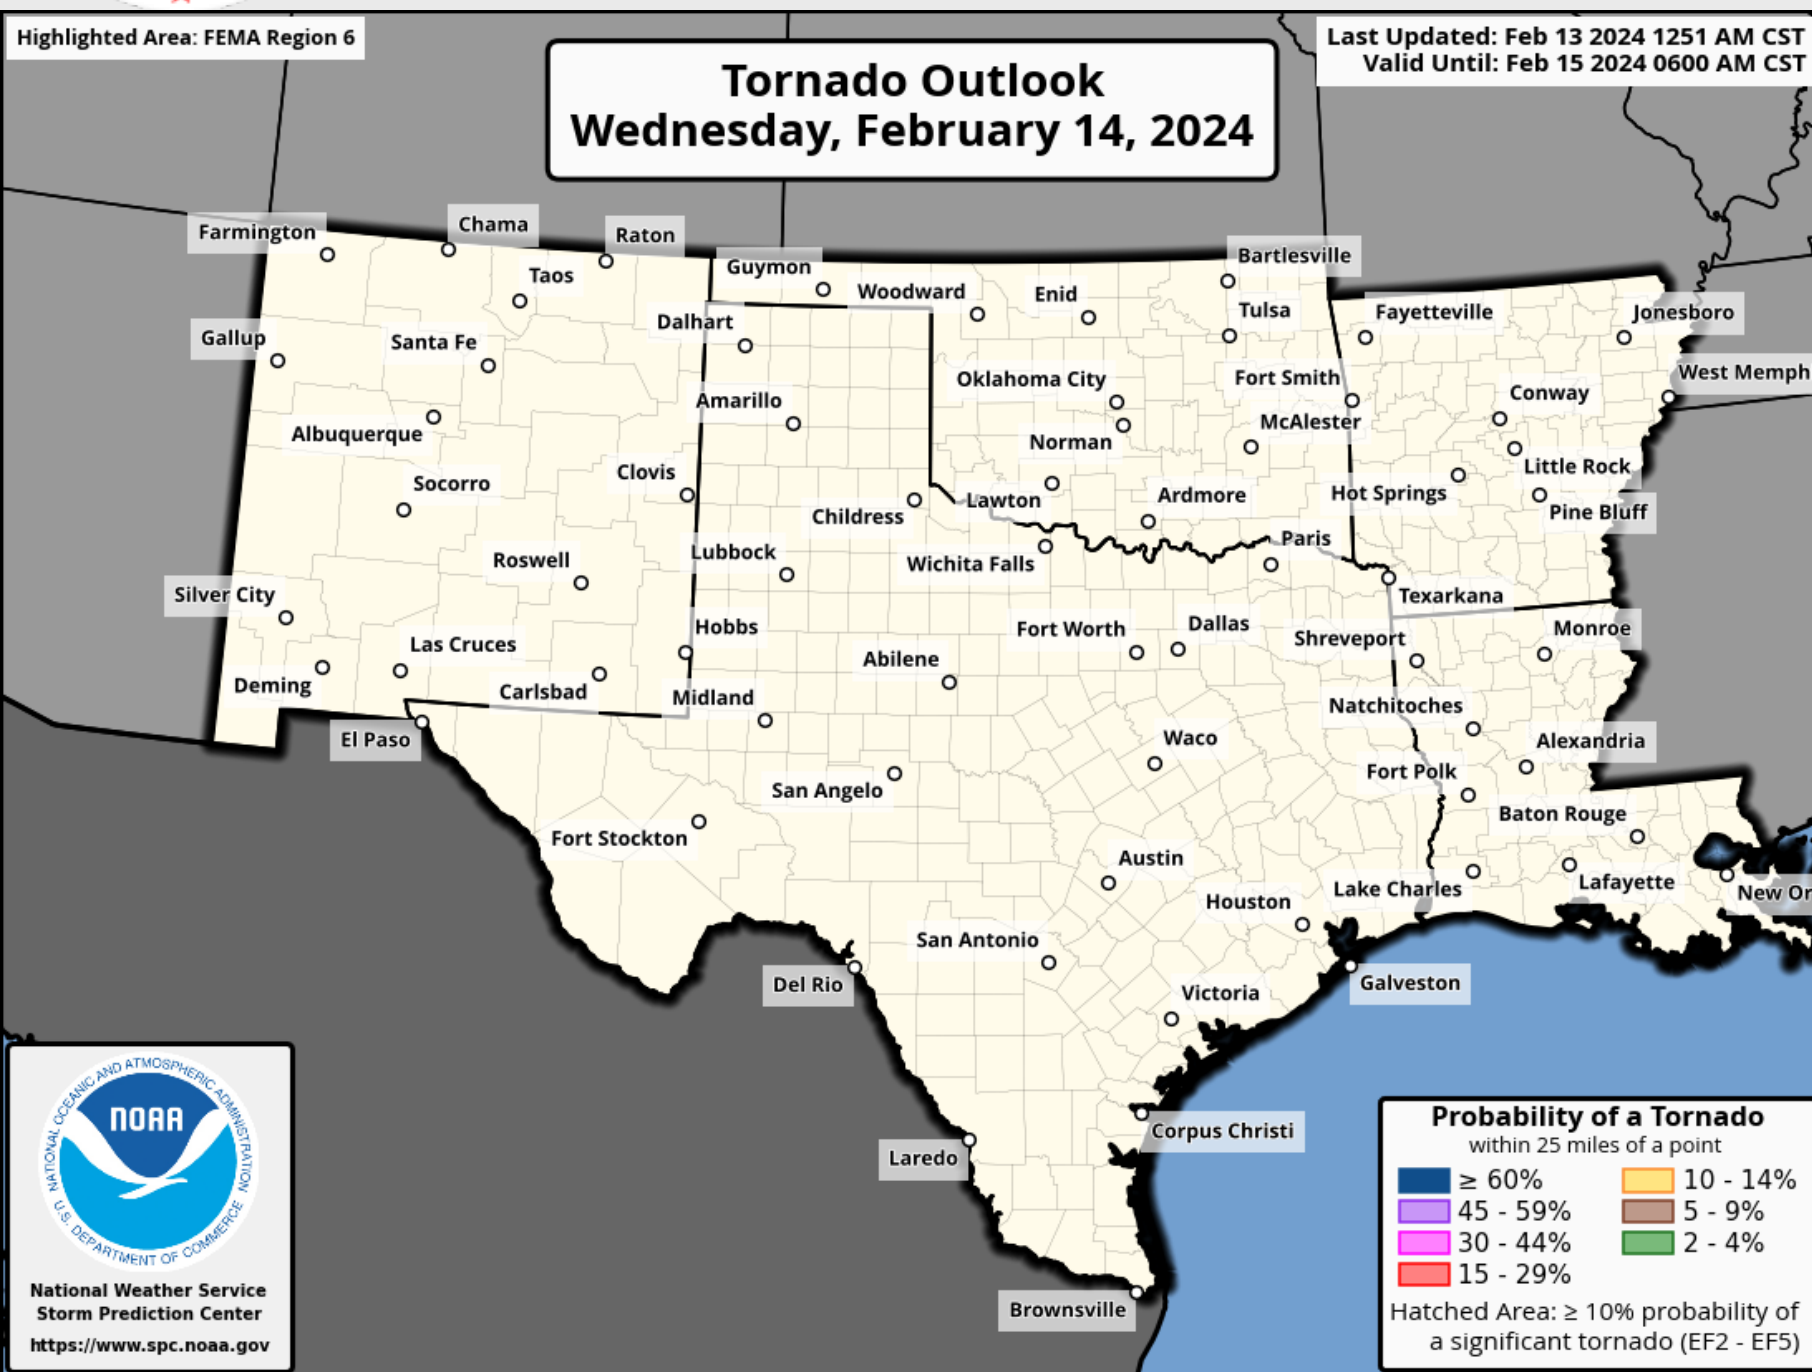 Highlighted Area: FEMA Region 6
Last Updated: Feb 13 2024 1251 AM CST
Valid Until: Feb 15 2024 0600 AM CST
Tornado Outlook
Wednesday, February 14, 2024
Farmington
Chama
Raton
Taos
Guymon
Woodward
Enid
Bartlesville
Tulsa
Fayetteville
Jonesboro
Gallup
Santa Fe
Dalhart
Oklahoma City
Fort Smith
Conway
West Memph
Amarillo
Albuquerque
Norman
McAlester
Little Rock
Socorro
Clovis
Childress
Lawton
Ardmore
Hot Springs
Pine Bluff
Roswell
Lubbock
Wichita Falls
Paris
Silver City
Texarkana
Las Cruces
Hobbs
Fort Worth
Dallas
Shreveport
Monroe
Deming
Carlsbad
Midland
Abilene
Natchitoches
El Paso
Waco
Alexandria
San Angelo
Fort Polk
Fort Stockton
Baton Rouge
Austin
Houston
Lake Charles
Lafayette
New Or
San Antonio
Del Rio
Victoria
Galveston
Corpus Christi
Laredo
Brownsville
NATIONAL OCEANIC AND ATMOSPHERIC ADMINISTRATION
NOAA
U.S. DEPARTMENT OF COMMERCE
National Weather Service
Storm Prediction Center
https://www.spc.noaa.gov
Probability of a Tornado
within 25 miles of a point
≥ 60%
45 - 59%
30 - 44%
15 - 29%
10 - 14%
5 - 9%
2 - 4%
Hatched Area: ≥ 10% probability of
a significant tornado (EF2 - EF5)